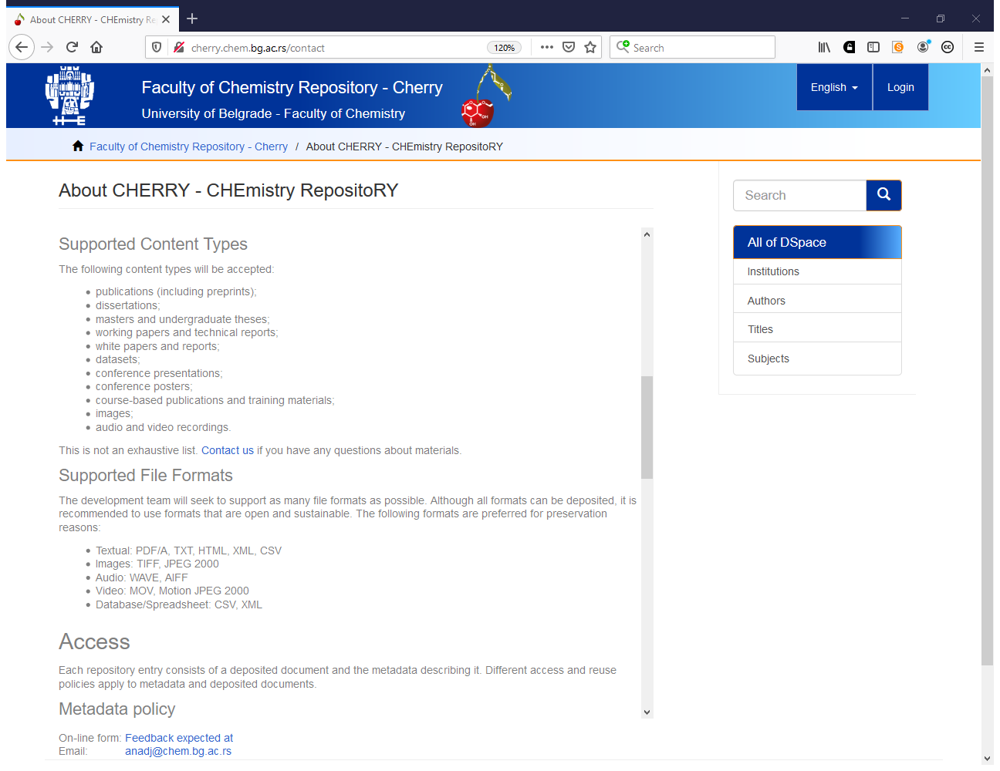 About CHERRY - CHEmistry Re
cherry.chem.bg.ac.rs/contact
120%
Search
Faculty of Chemistry Repository - Cherry
University of Belgrade - Faculty of Chemistry
English
Login
Faculty of Chemistry Repository - Cherry / About CHERRY - CHEmistry RepositoRY
About CHERRY - CHEmistry RepositoRY
Supported Content Types
The following content types will be accepted:
publications (including preprints);
dissertations;
masters and undergraduate theses;
working papers and technical reports;
white papers and reports;
datasets;
conference presentations;
conference posters;
course-based publications and training materials;
images;
audio and video recordings.
This is not an exhaustive list. Contact us if you have any questions about materials.
Supported File Formats
The development team will seek to support as many file formats as possible. Although all formats can be deposited, it is
recommended to use formats that are open and sustainable. The following formats are preferred for preservation
reasons:
Textual: PDF/A, TXT, HTML, XML, CSV
Images: TIFF, JPEG 2000
Audio: WAVE, AIFF
Video: MOV, Motion JPEG 2000
Database/Spreadsheet: CSV, XML
Access
Each repository entry consists of a deposited document and the metadata describing it. Different access and reuse
policies apply to metadata and deposited documents.
Metadata policy
On-line form: Feedback expected at
Email: anadj@chem.bg.ac.rs
Search
All of DSpace
Institutions
Authors
Titles
Subjects